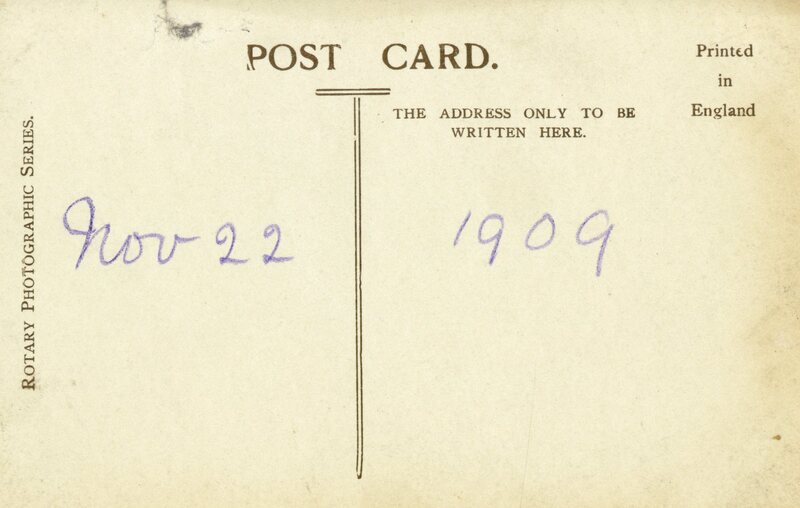 POST CARD.
Printed
in
England
THE ADDRESS ONLY TO BE
WRITTEN HERE.
ROTARY PHOTOGRAPHIC SERIES.
Nov 22 1909